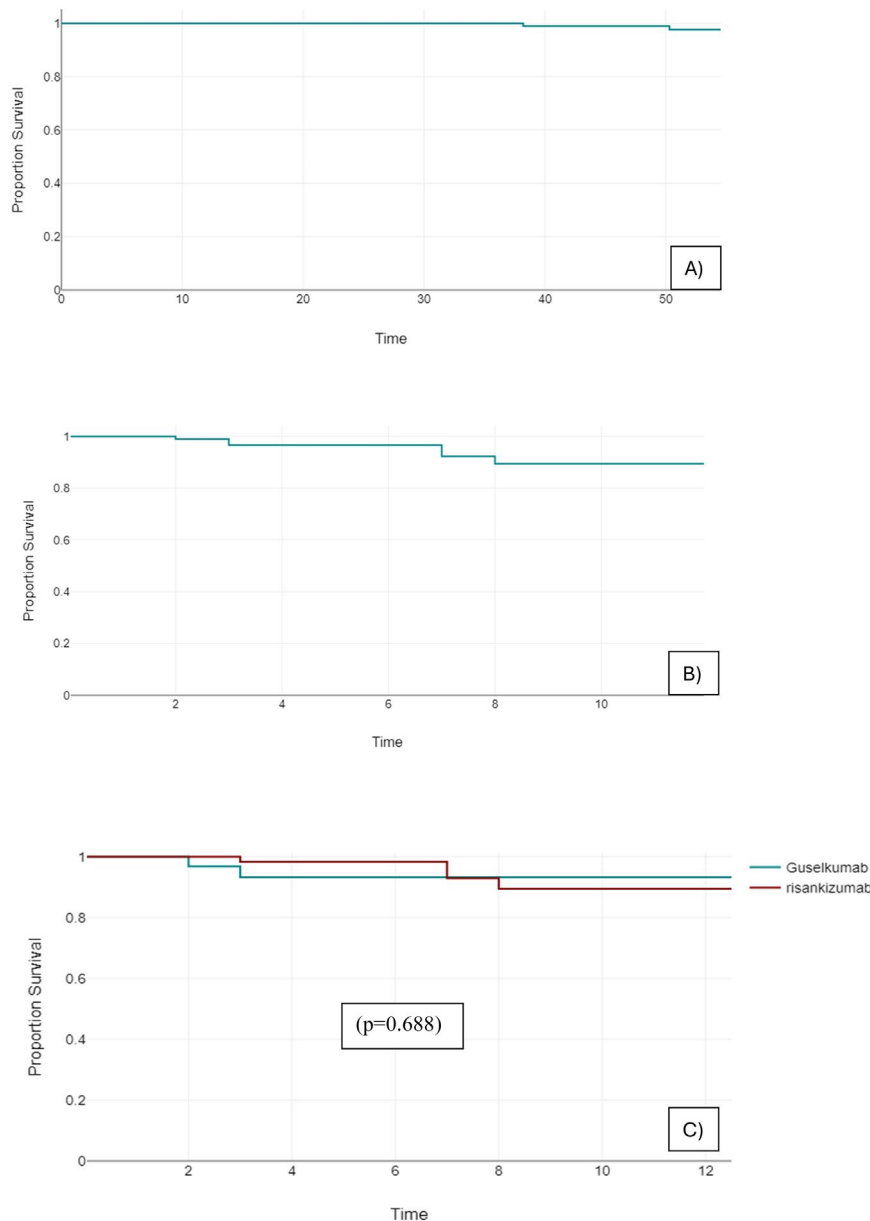 1
0.8
0.6
0.4
0.2
0
Proportion Survival
0 10 20 30 40 50
Time
A)
1
0.8
0.6
0.4
0.2
0
Proportion Survival
2 4 6 8 10
Time
B)
1
0.8
0.6
0.4
0.2
0
Proportion Survival
2 4 6 8 10 12
Time
Guselkumab
risankizumab
(p=0.688)
C)